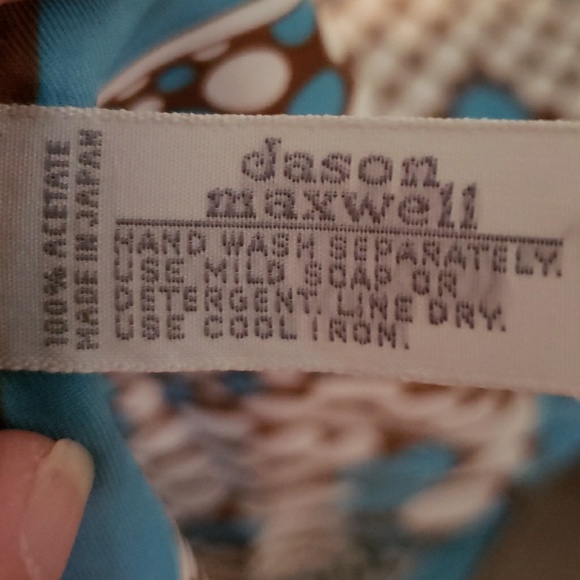 100% ACETATE
MADE IN JAPAN
dason
maxwell
HAND WASH SEPARATELY.
USE MILD SOAP OR
DETERGENT. LINE DRY.
USE COOL IRON.